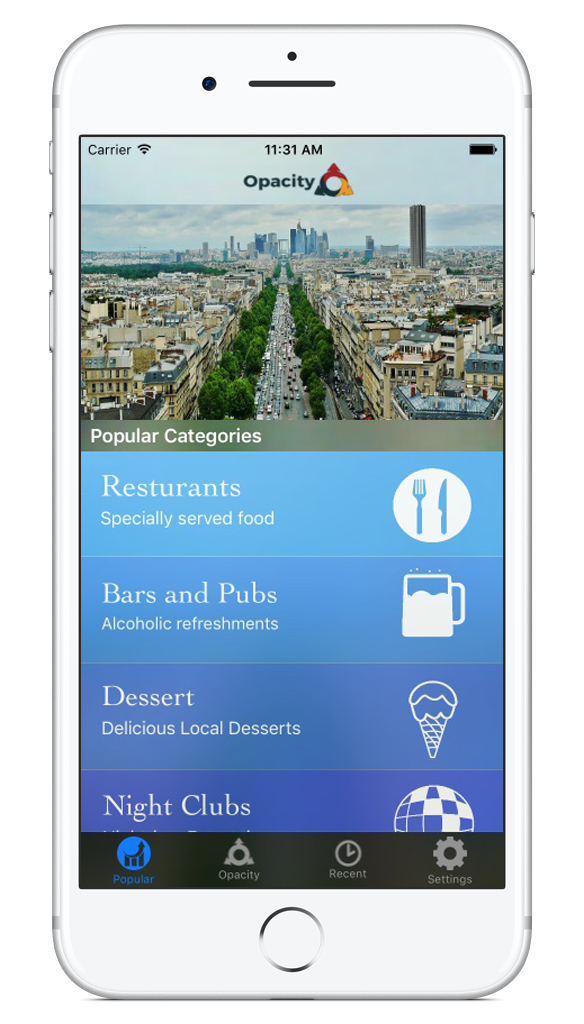 Carrier 11:31 AM
Opacity
Popular Categories
Resturants
Specially served food
Bars and Pubs
Alcoholic refreshments
Dessert
Delicious Local Desserts
Night Clubs
Popular Opacity Recent Settings